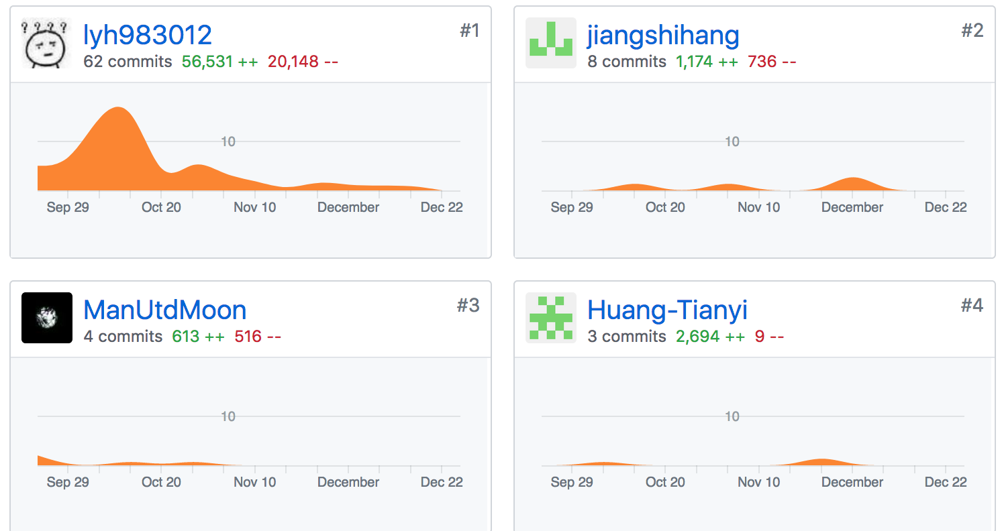 ? ? ? ?
lyh983012
#1
62 commits 56,531 ++ 20,148 --
10
Sep 29 Oct 20 Nov 10 December Dec 22
jiangshihang
#2
8 commits 1,174 ++ 736 --
10
Sep 29 Oct 20 Nov 10 December Dec 22
ManUtdMoon
#3
4 commits 613 ++ 516 --
10
Sep 29 Oct 20 Nov 10 December Dec 22
Huang-Tianyi
#4
3 commits 2,694 ++ 9 --
10
Sep 29 Oct 20 Nov 10 December Dec 22